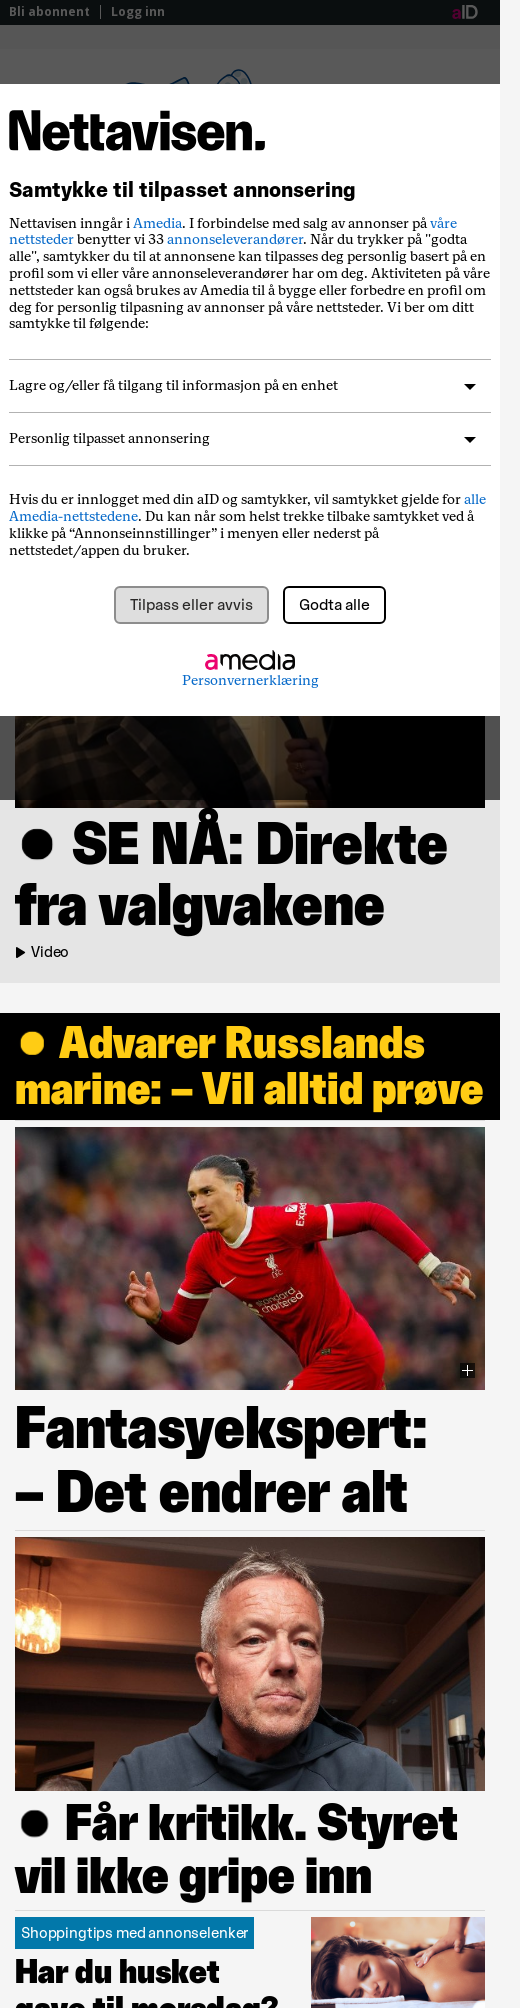 Bli abonnent | Logg inn
aID
Nettavisen.
Samtykke til tilpasset annonsering
Nettavisen inngår i Amedia. I forbindelse med salg av annonser på våre
nettsteder benytter vi 33 annonseleverandører. Når du trykker på "godta
alle", samtykker du til at annonsene kan tilpasses deg personlig basert på en
profil som vi eller våre annonseleverandører har om deg. Aktiviteten på våre
nettsteder kan også brukes av Amedia til å bygge eller forbedre en profil om
deg for personlig tilpasning av annonser på våre nettsteder. Vi ber om ditt
samtykke til følgende:
Lagre og/eller få tilgang til informasjon på en enhet
Personlig tilpasset annonsering
Hvis du er innlogget med din aID og samtykker, vil samtykket gjelde for alle
Amedia-nettstedene. Du kan når som helst trekke tilbake samtykket ved å
klikke på “Annonseinnstillinger” i menyen eller nederst på
nettstedet/appen du bruker.
Tilpass eller avvis
Godta alle
amedia
Personvernerklæring
SE NÅ: Direkte
fra valgvakene
Video
Advarer Russlands
marine: – Vil alltid prøve
Expedia
standard
chartered
Fantasyekspert:
– Det endrer alt
Får kritikk. Styret
vil ikke gripe inn
Shoppingtips med annonselenker
Har du husket
gave til morsdag?